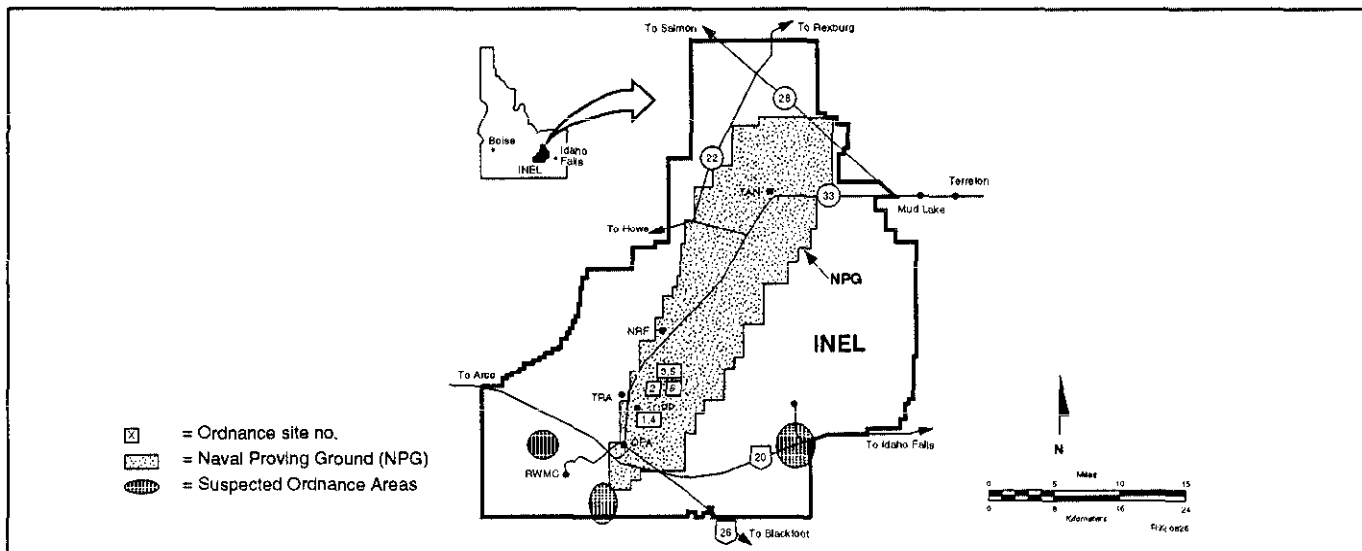 To Salmon
To Rexburg
28
Boise
Idaho
Falls
INEL
22
TAN
33
Terreton
Mud Lake
To Howe
NPG
NRF
INEL
To Arco
3,5
2
TRA
1,4
CFA
To Idaho Falls
20
RWMC
26
To Blackfoot
X = Ordnance site no.
= Naval Proving Ground (NPG)
= Suspected Ordnance Areas
N
Miles
0 5 10 15
0 8 16 24
Kilometers